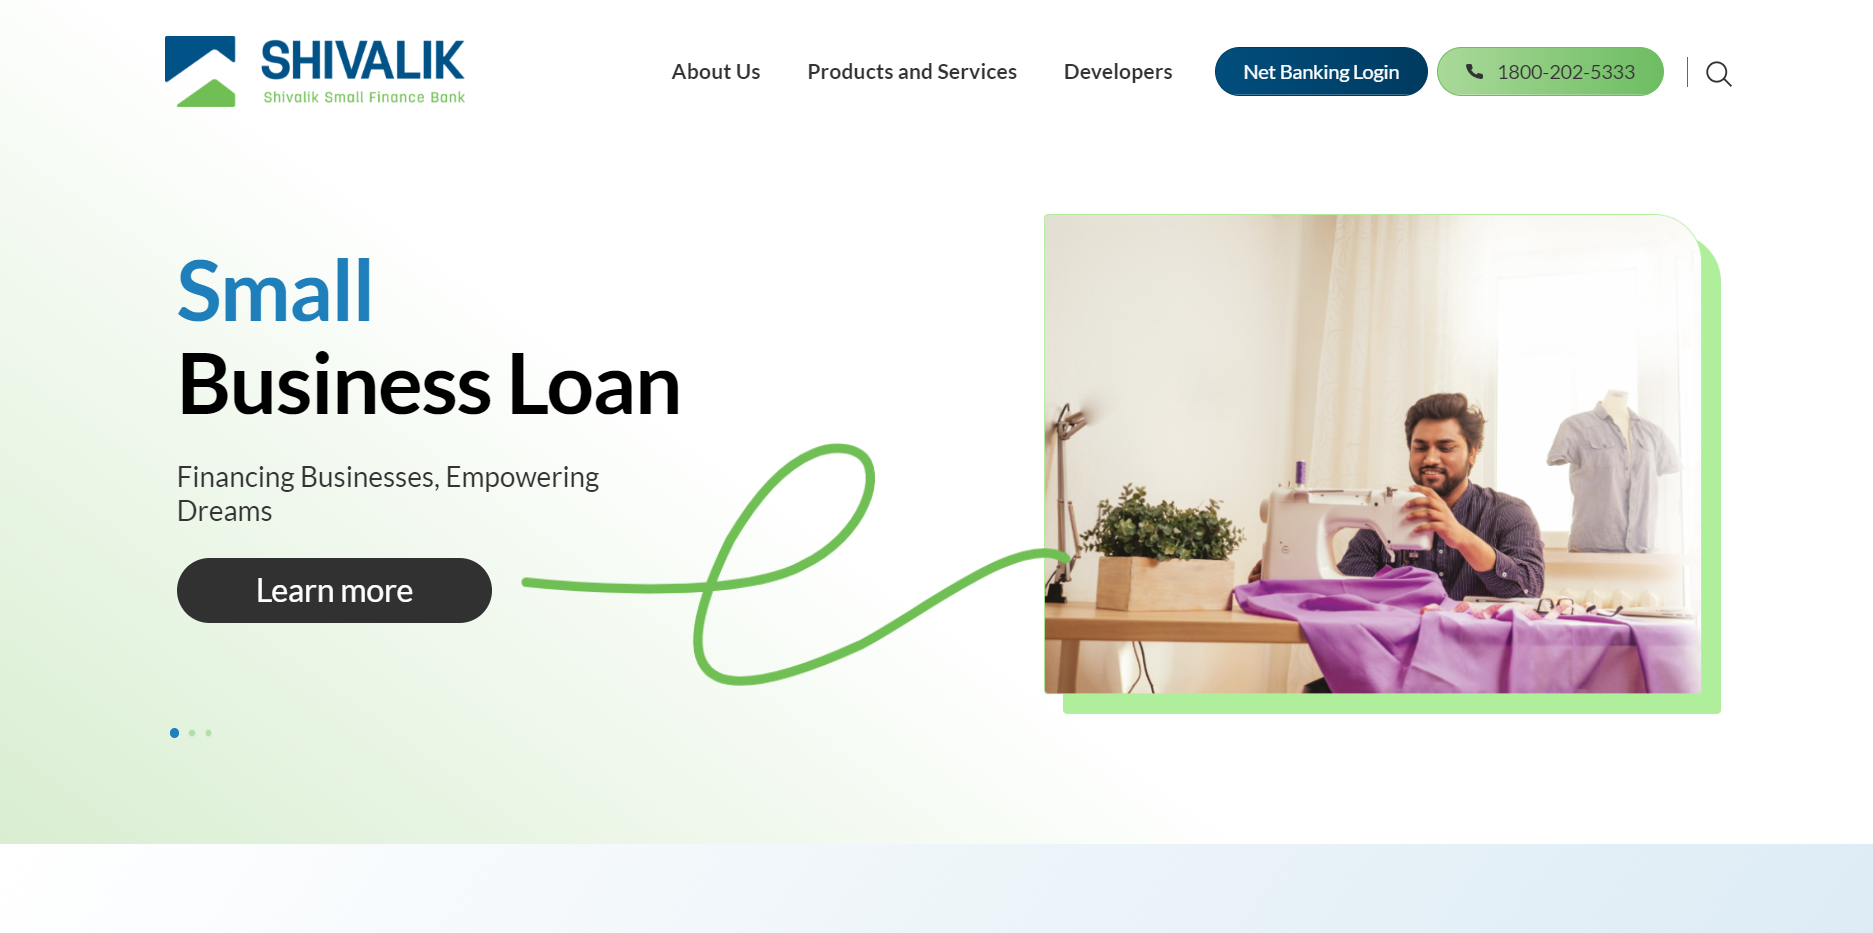 SHIVALIK
Shivalik Small Finance Bank
About Us
Products and Services
Developers
Net Banking Login
1800-202-5333
Small
Business Loan
Financing Businesses, Empowering
Dreams
Learn more